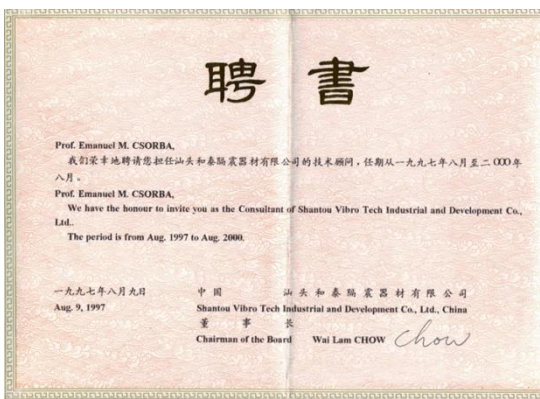 聘 書
Prof. Emanuel M. CSORBA,
我们荣幸地聘请您担任汕头和泰隔震器材有限公司的技术顾问，任期从一九九七年八月至二000年
八月。
Prof. Emanuel M. CSORBA,
We have the honour to invite you as the Consultant of Shantou Vibro Tech Industrial and Development Co.,
Ltd..
The period is from Aug. 1997 to Aug. 2000.
一九九七年八月九日 中国 汕头和泰隔震器材有限公司
Aug. 9, 1997 Shantou Vibro Tech Industrial and Development Co., Ltd., China
董 事 长
Chairman of the Board Wai Lam CHOW Chow